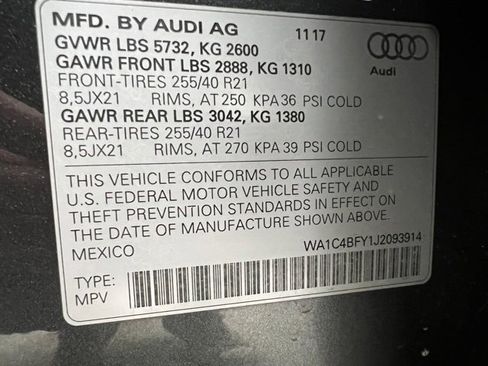 MFD. BY AUDI AG 11 17
GVWR LBS 5732, KG 2600
GAWR FRONT LBS 2888, KG 1310
Audi
FRONT-TIRES 255/40 R21
8,5JX21 RIMS, AT 250 KPA 36 PSI COLD
GAWR REAR LBS 3042, KG 1380
REAR-TIRES 255/40 R21
8,5JX21 RIMS, AT 270 KPA 39 PSI COLD
THIS VEHICLE CONFORMS TO ALL APPLICABLE
U.S. FEDERAL MOTOR VEHICLE SAFETY AND
THEFT PREVENTION STANDARDS IN EFFECT ON
THE DATE OF MANUFACTURE SHOWN ABOVE.
MEXICO WA1C4BFY1J2093914
TYPE:
MPV